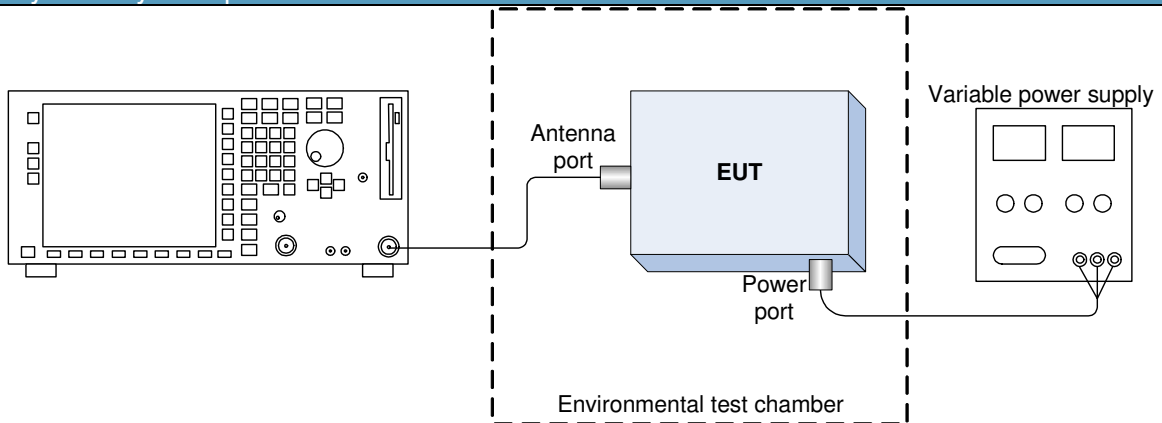 Variable power supply
Antenna
port
EUT
Power
port
Environmental test chamber